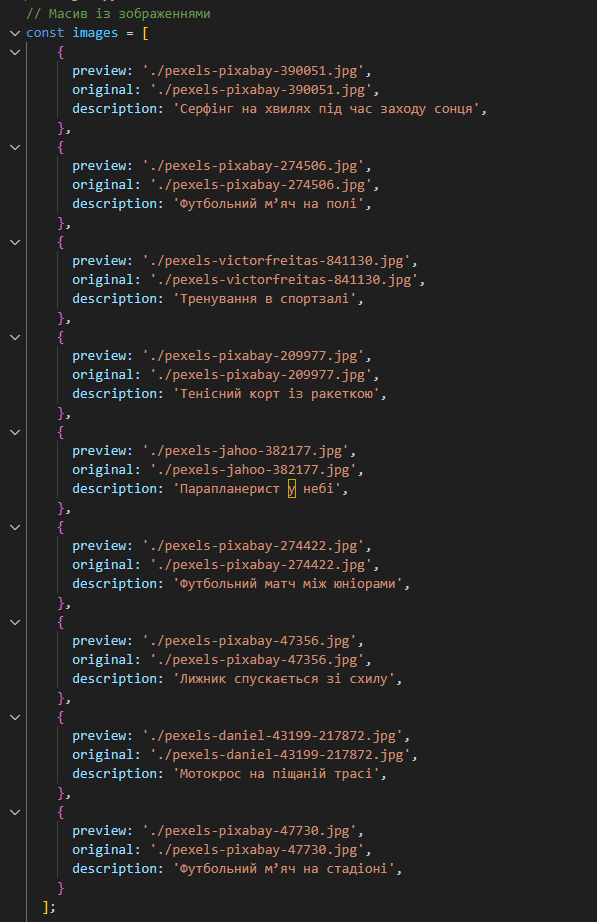 // Масив із зображеннями
const images = [
{
preview: './pexels-pixabay-390051.jpg',
original: './pexels-pixabay-390051.jpg',
description: 'Серфінг на хвилях під час заходу сонця',
},
{
preview: './pexels-pixabay-274506.jpg',
original: './pexels-pixabay-274506.jpg',
description: 'Футбольний м’яч на полі',
},
{
preview: './pexels-victorfreitas-841130.jpg',
original: './pexels-victorfreitas-841130.jpg',
description: 'Тренування в спортзалі',
},
{
preview: './pexels-pixabay-209977.jpg',
original: './pexels-pixabay-209977.jpg',
description: 'Тенісний корт із ракеткою',
},
{
preview: './pexels-jahoo-382177.jpg',
original: './pexels-jahoo-382177.jpg',
description: 'Парапланерист у небі',
},
{
preview: './pexels-pixabay-274422.jpg',
original: './pexels-pixabay-274422.jpg',
description: 'Футбольний матч між юніорами',
},
{
preview: './pexels-pixabay-47356.jpg',
original: './pexels-pixabay-47356.jpg',
description: 'Лижник спускається зі схилу',
},
{
preview: './pexels-daniel-43199-217872.jpg',
original: './pexels-daniel-43199-217872.jpg',
description: 'Мотокрос на піщаній трасі',
},
{
preview: './pexels-pixabay-47730.jpg',
original: './pexels-pixabay-47730.jpg',
description: 'Футбольний м’яч на стадіоні',
}
];